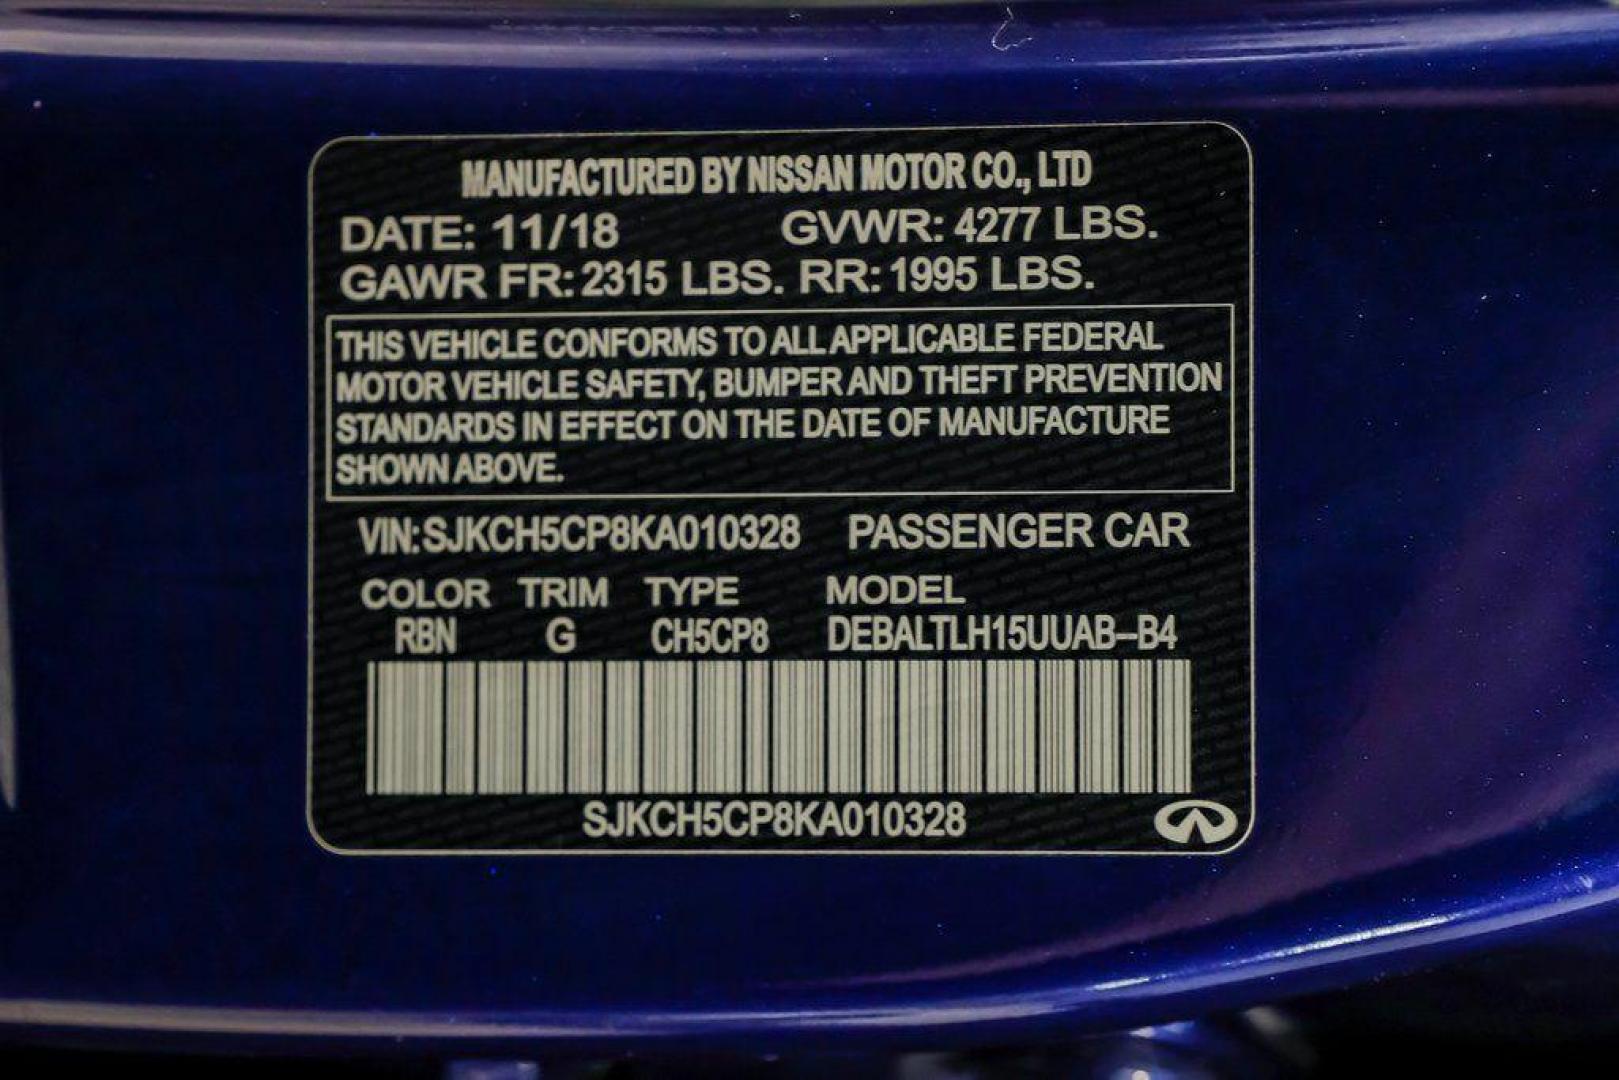 MANUFACTURED BY NISSAN MOTOR CO., LTD
DATE: 11/18 GVWR: 4277 LBS.
GAWR FR: 2315 LBS. RR: 1995 LBS.
THIS VEHICLE CONFORMS TO ALL APPLICABLE FEDERAL
MOTOR VEHICLE SAFETY, BUMPER AND THEFT PREVENTION
STANDARDS IN EFFECT ON THE DATE OF MANUFACTURE
SHOWN ABOVE.
VIN: SJKCH5CP8KA010328 PASSENGER CAR
COLOR TRIM TYPE MODEL
RBN G CH5CP8 DEBALTLH15UUAB-B4
SJKCH5CP8KA010328